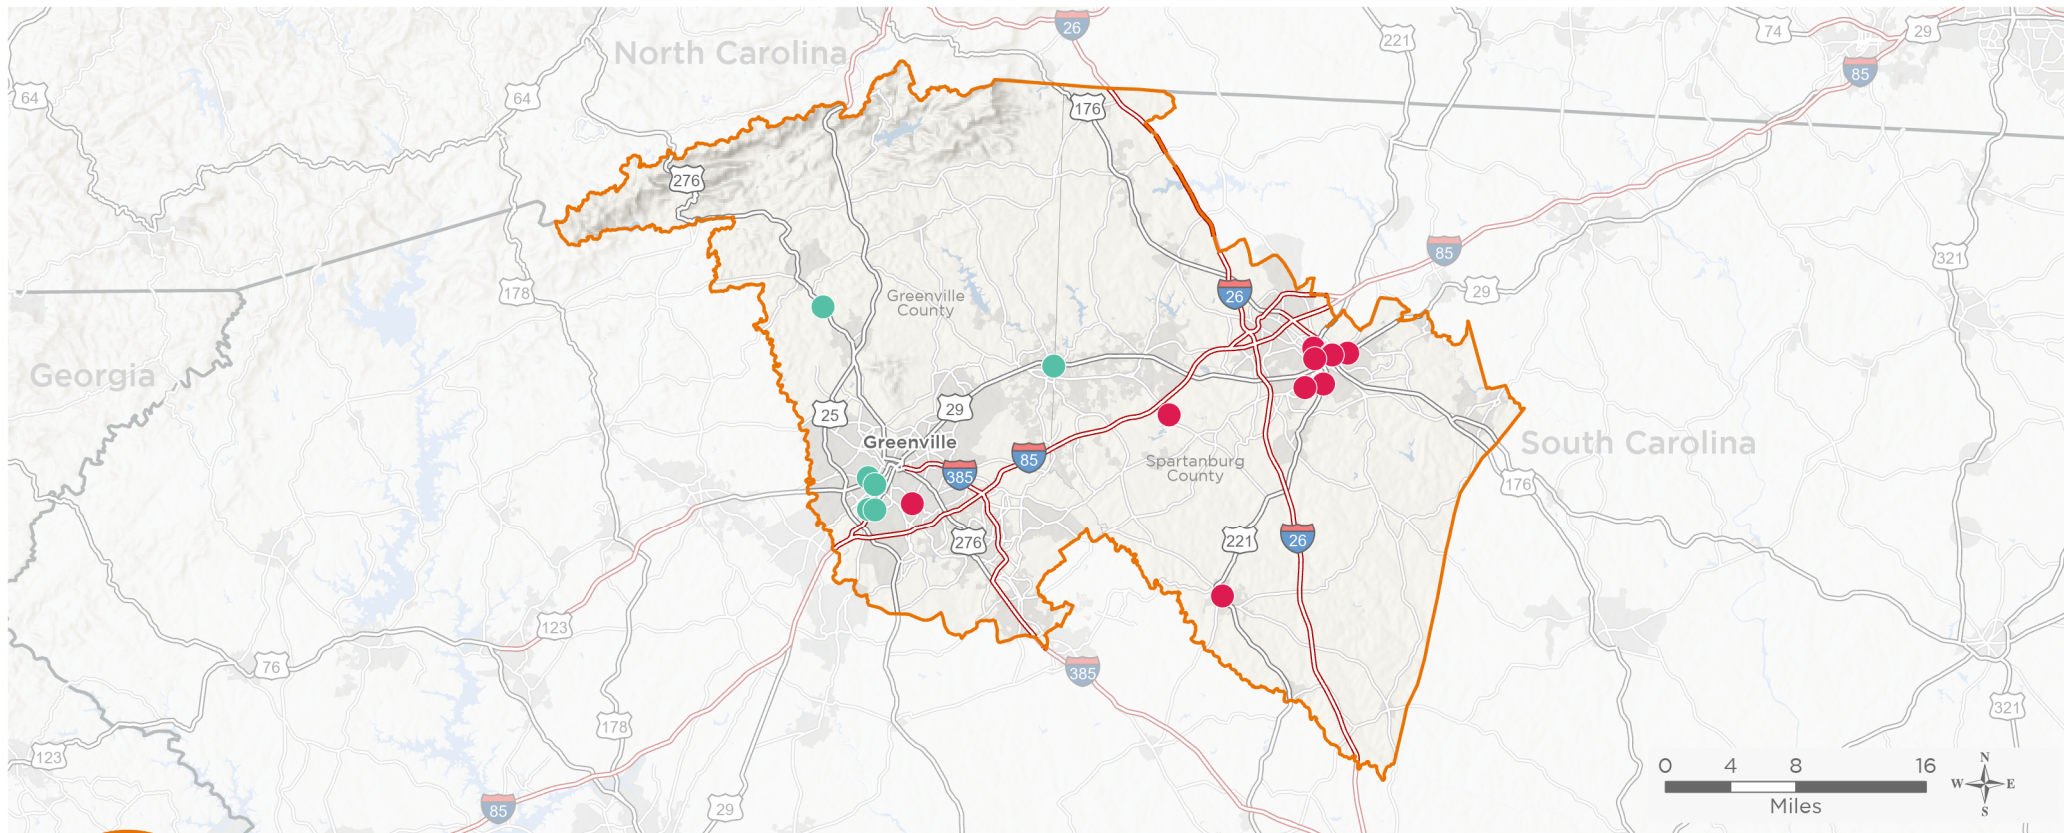 26
74
29
221
North Carolina
85
64
64
176
276
321
85
178
29
26
Greenville
County
Georgia
25
29
Greenville
South Carolina
85
Spartanburg
County
385
176
221
26
276
123
76
385
178
321
123
0 4 8 16
Miles
N
W E
S
85
29